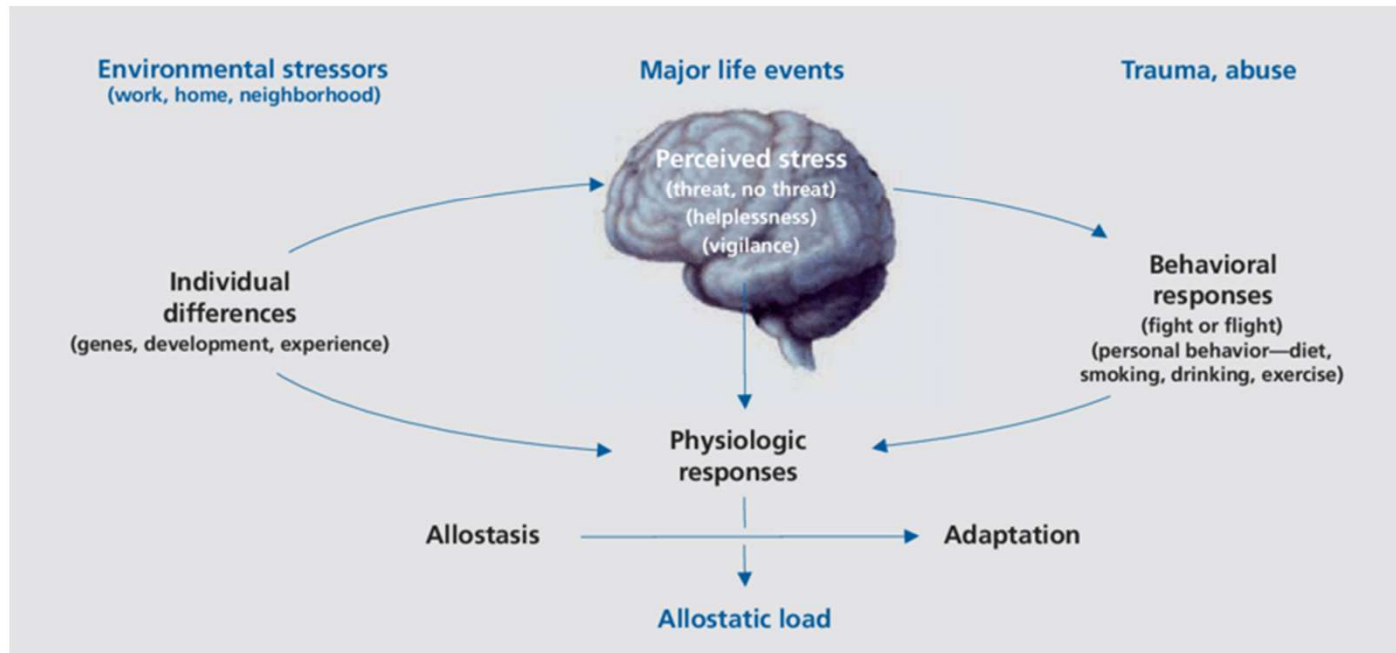 Environmental stressors
(work, home, neighborhood)
Major life events
Trauma, abuse
Perceived stress
(threat, no threat)
(helplessness)
(vigilance)
Individual
differences
(genes, development, experience)
Behavioral
responses
(fight or flight)
(personal behavior—diet,
smoking, drinking, exercise)
Physiologic
responses
Allostasis
Adaptation
Allostatic load